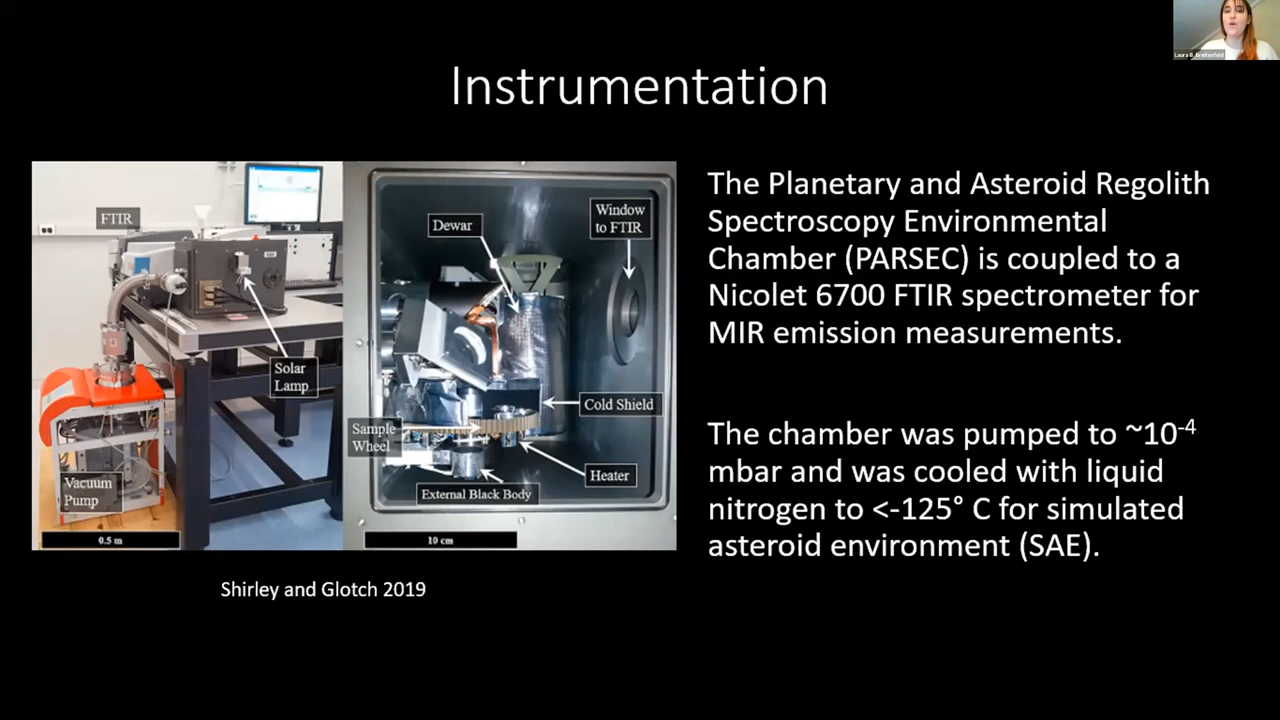 Laura B. Breitenfeld
Instrumentation
FTIR
Solar
Lamp
Vacuum
Pump
0.5 m
Dewar
Window
to FTIR
Cold Shield
Sample
Wheel
Heater
External Black Body
10 cm
Shirley and Glotch 2019
The Planetary and Asteroid Regolith
Spectroscopy Environmental
Chamber (PARSEC) is coupled to a
Nicolet 6700 FTIR spectrometer for
MIR emission measurements.
The chamber was pumped to ~10⁻⁴
mbar and was cooled with liquid
nitrogen to <-125° C for simulated
asteroid environment (SAE).